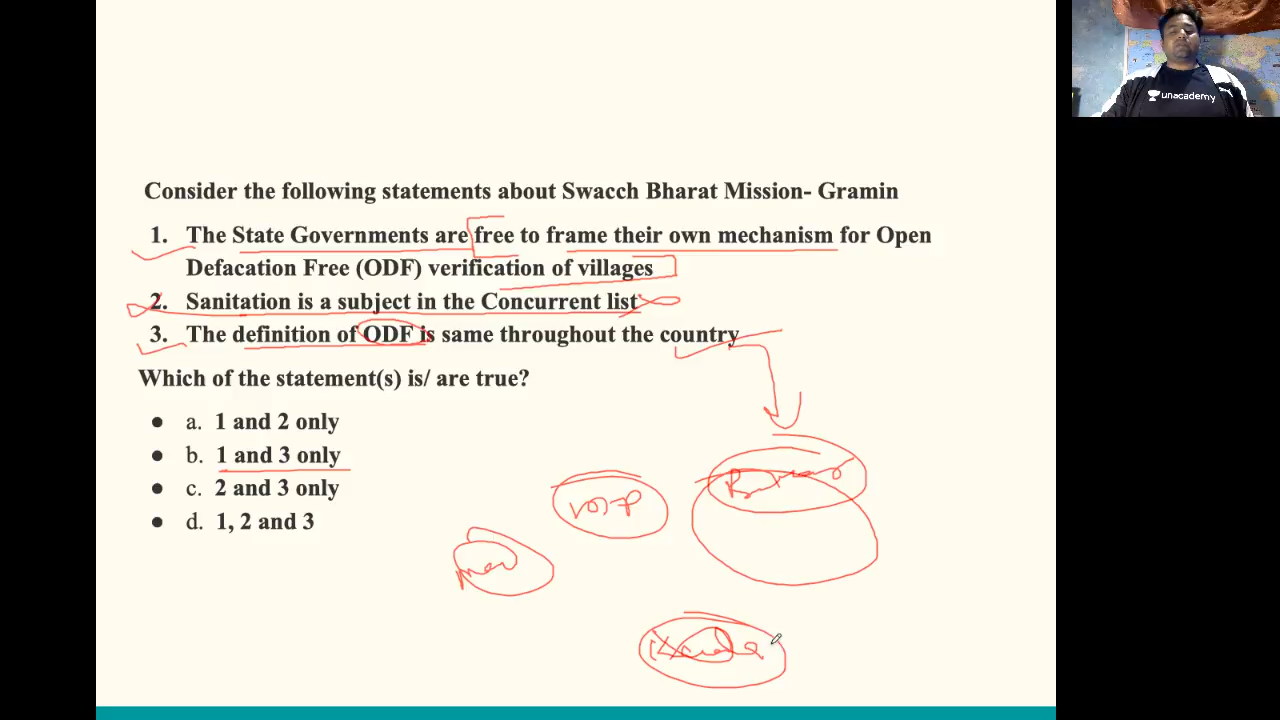 unacademy
Consider the following statements about Swacch Bharat Mission- Gramin
1. The State Governments are free to frame their own mechanism for Open
Defacation Free (ODF) verification of villages
2. Sanitation is a subject in the Concurrent list
3. The definition of ODF is same throughout the country
Which of the statement(s) is/ are true?
● a. 1 and 2 only
● b. 1 and 3 only
● c. 2 and 3 only
● d. 1, 2 and 3